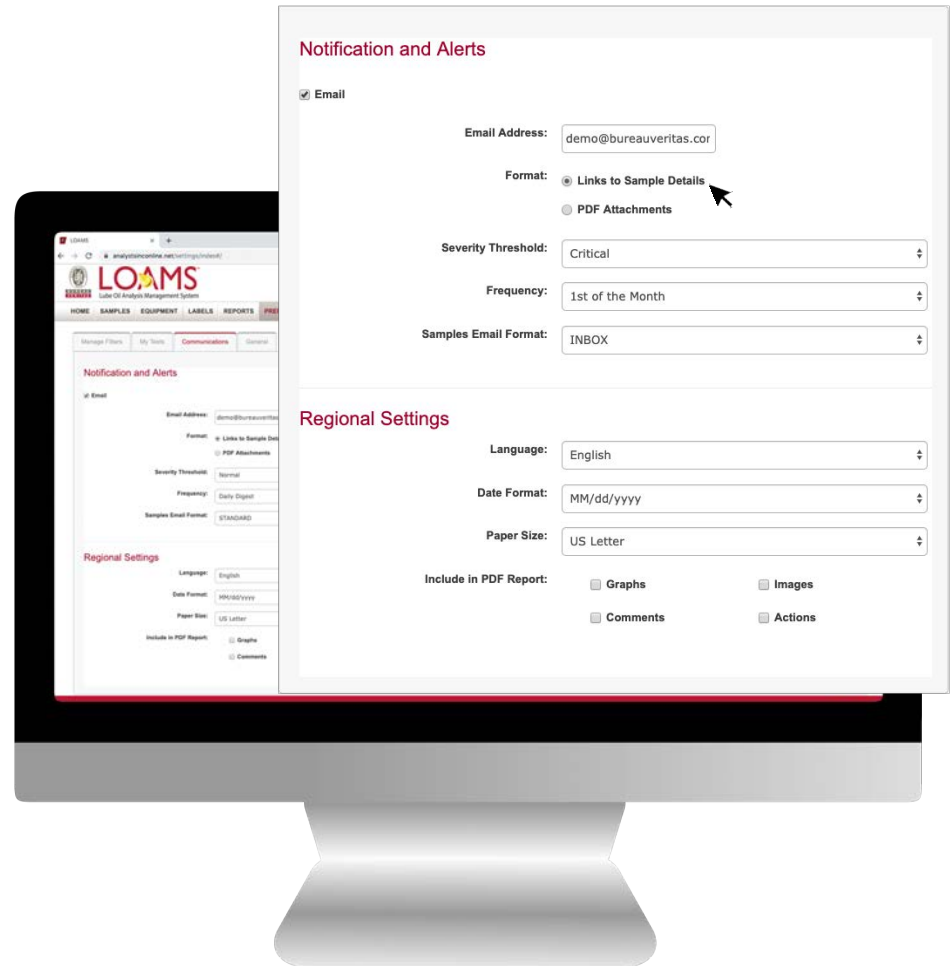 Notification and Alerts
Email
Email Address: demo@bureauveritas.cor
Format: Links to Sample Details
PDF Attachments
Severity Threshold: Critical
Frequency: 1st of the Month
Samples Email Format: INBOX
Regional Settings
Language: English
Date Format: MM/dd/yyyy
Paper Size: US Letter
Include in PDF Report: Graphs Images
Comments Actions
LOAMS
analystsinconline.net/settings/index#/
LOAMS
Lube Oil Analysis Management System
HOME SAMPLES EQUIPMENT LABELS REPORTS PRE
Manage Filters My Tests Communications General
Notification and Alerts
Email
Email Address: demo@bureauveritas
Format: Links to Sample Det
PDF Attachments
Severity Threshold: Normal
Frequency: Daily Digest
Samples Email Format: STANDARD
Regional Settings
Language: English
Date Format: MM/dd/yyyy
Paper Size: US Letter
Include in PDF Report: Graphs
Comments